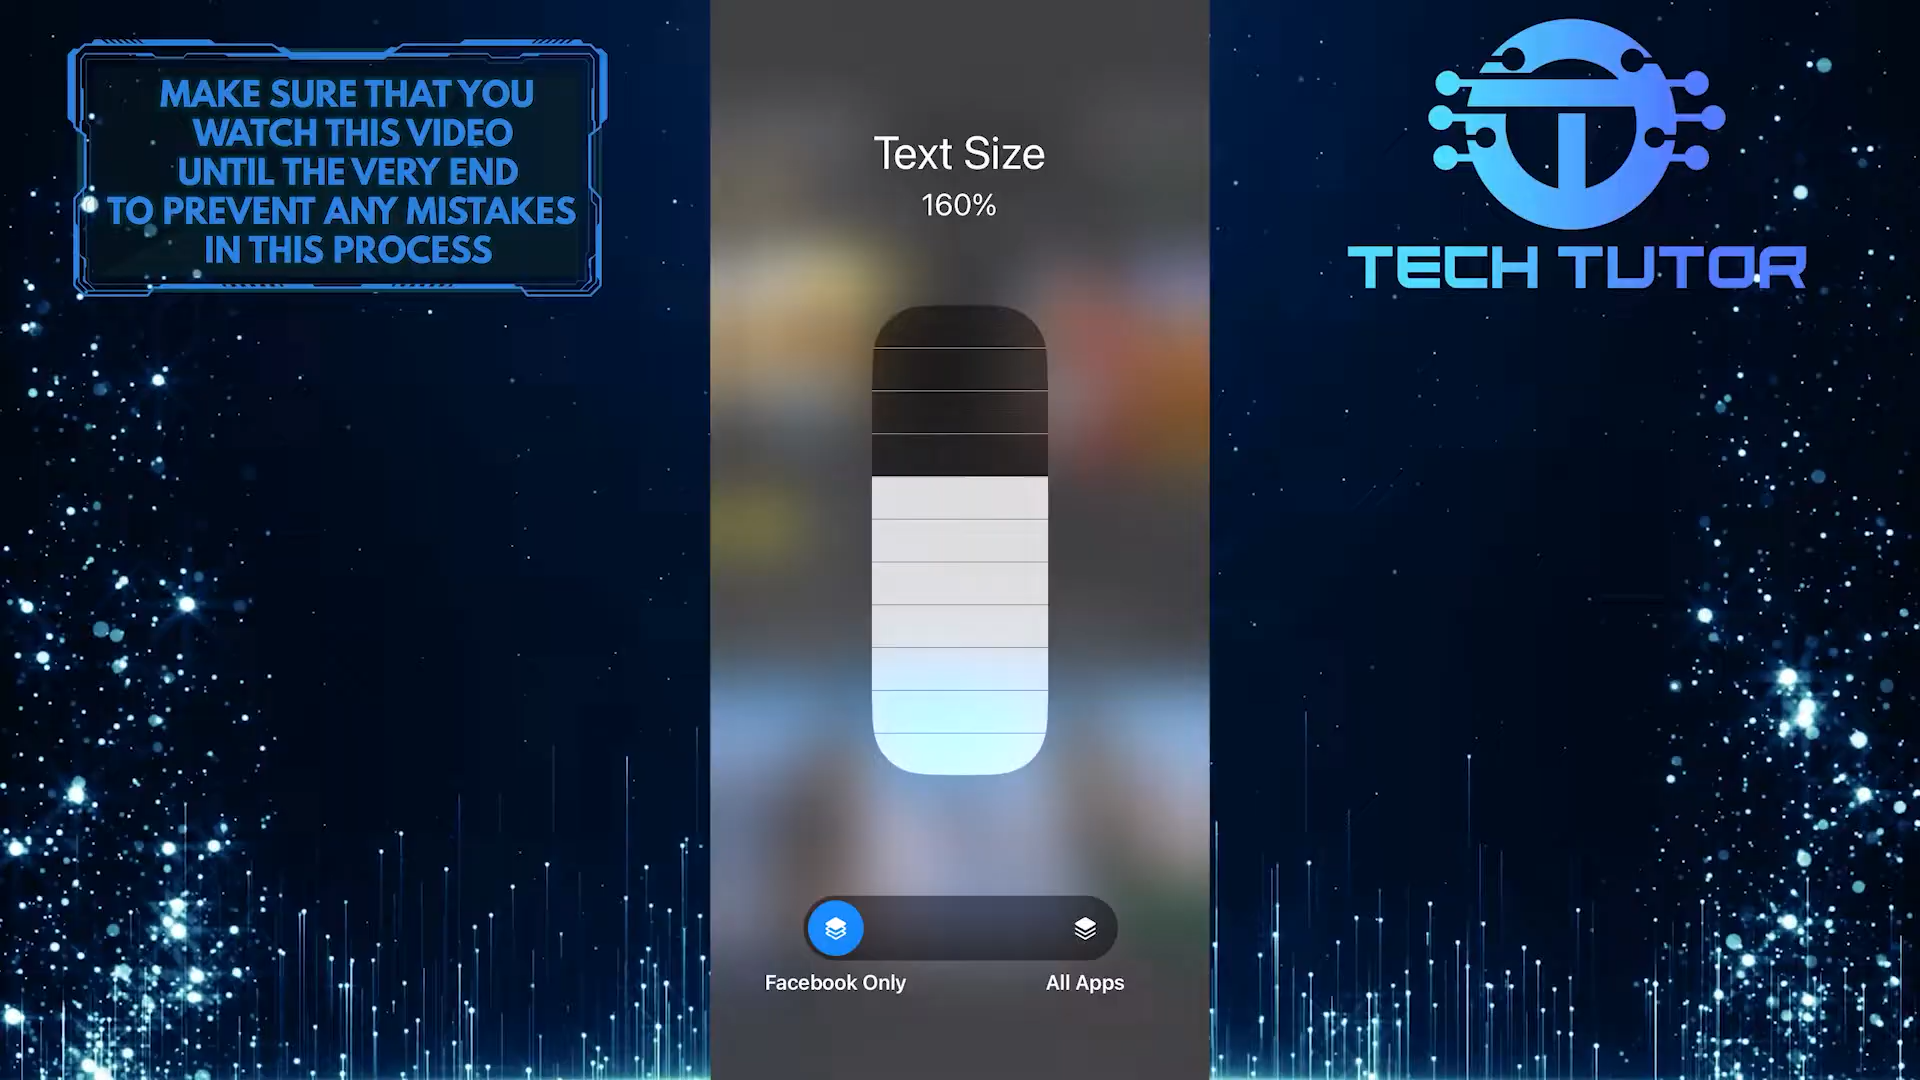 MAKE SURE THAT YOU
WATCH THIS VIDEO
UNTIL THE VERY END
TO PREVENT ANY MISTAKES
IN THIS PROCESS
Text Size
160%
TECH TUTOR
Facebook Only
All Apps